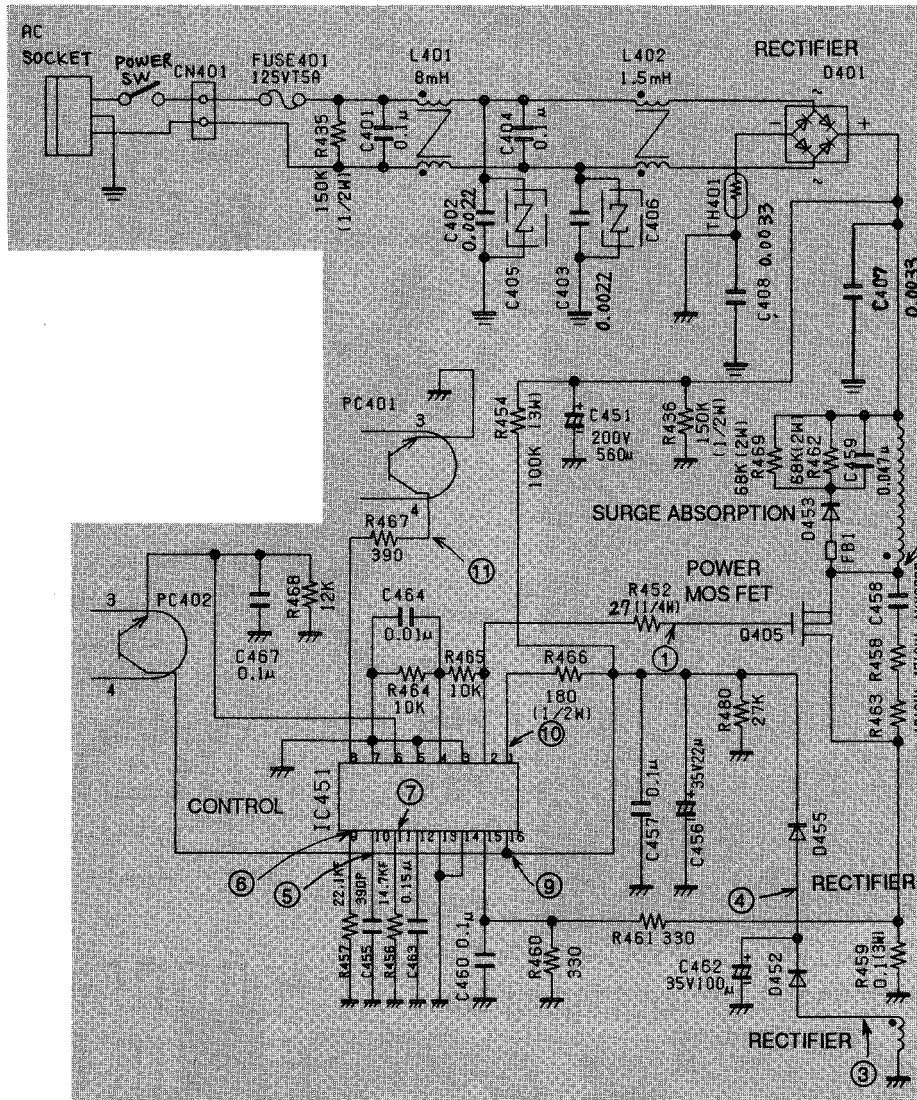 AC
SOCKET
POWER
SW
CN401
FUSE401
125VT5A
L401
8mH
L402
1.5mH
RECTIFIER
D401
R435
150K
(1/2W)
C401
0.1μ
C404
0.1μ
~
-
+
~
C402
0.0022
C405
C403
0.0022
C406
TH401
C408 0.0033
C407
0.0033
PC401
3
4
R454
100K (3W)
C451
200V
560μ
+
R436
150K
(1/2W)
68K(2W)
R469
68K(2W)
R462
C459
0.047μ
SURGE ABSORPTION
D453
FB1
R467
390
11
POWER
MOS FET
R452
27(1/4W)
1
Q405
C458
R458
R463
3
PC402
4
C467
0.1μ
R468
12K
C464
0.01μ
R464
10K
R465
10K
R466
180
(1/2W)
10
R480
27K
CONTROL
IC451
8 7 6 5 4 3 2 1
7
9 10 11 12 13 14 15 16
6
5
9
0.1μ
C457
35V22μ
+
C456
D455
RECTIFIER
4
22.1KF
R457
390P
C455
14.7KF
R456
0.15μ
C463
C460 0.1μ
R460
330
R461 330
C462
35V100μ
+
D452
R459
0.1(3W)
RECTIFIER
3